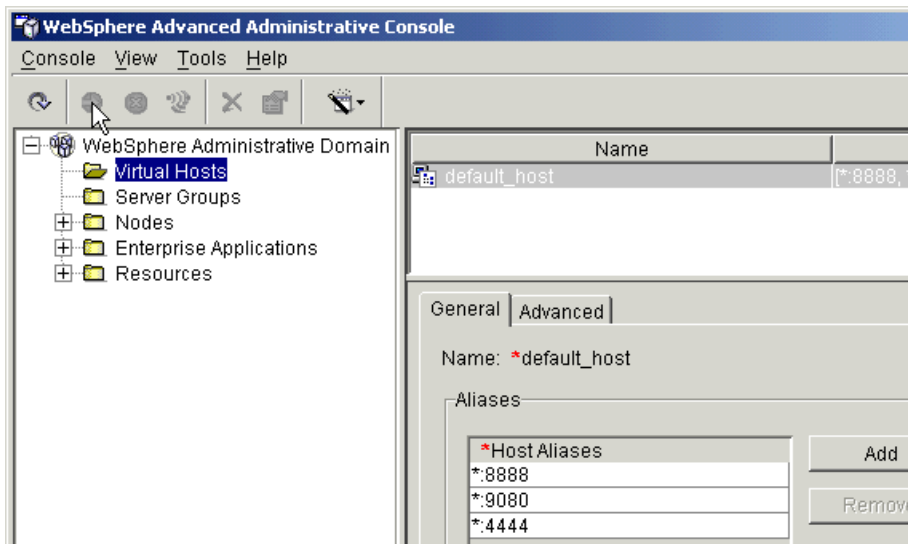 WebSphere Advanced Administrative Console
Console View Tools Help
WebSphere Administrative Domain
Virtual Hosts
Server Groups
Nodes
Enterprise Applications
Resources
Name
default_host [*:8888,
General Advanced
Name: *default_host
Aliases
*Host Aliases
*:8888
*:9080
*:4444
Add